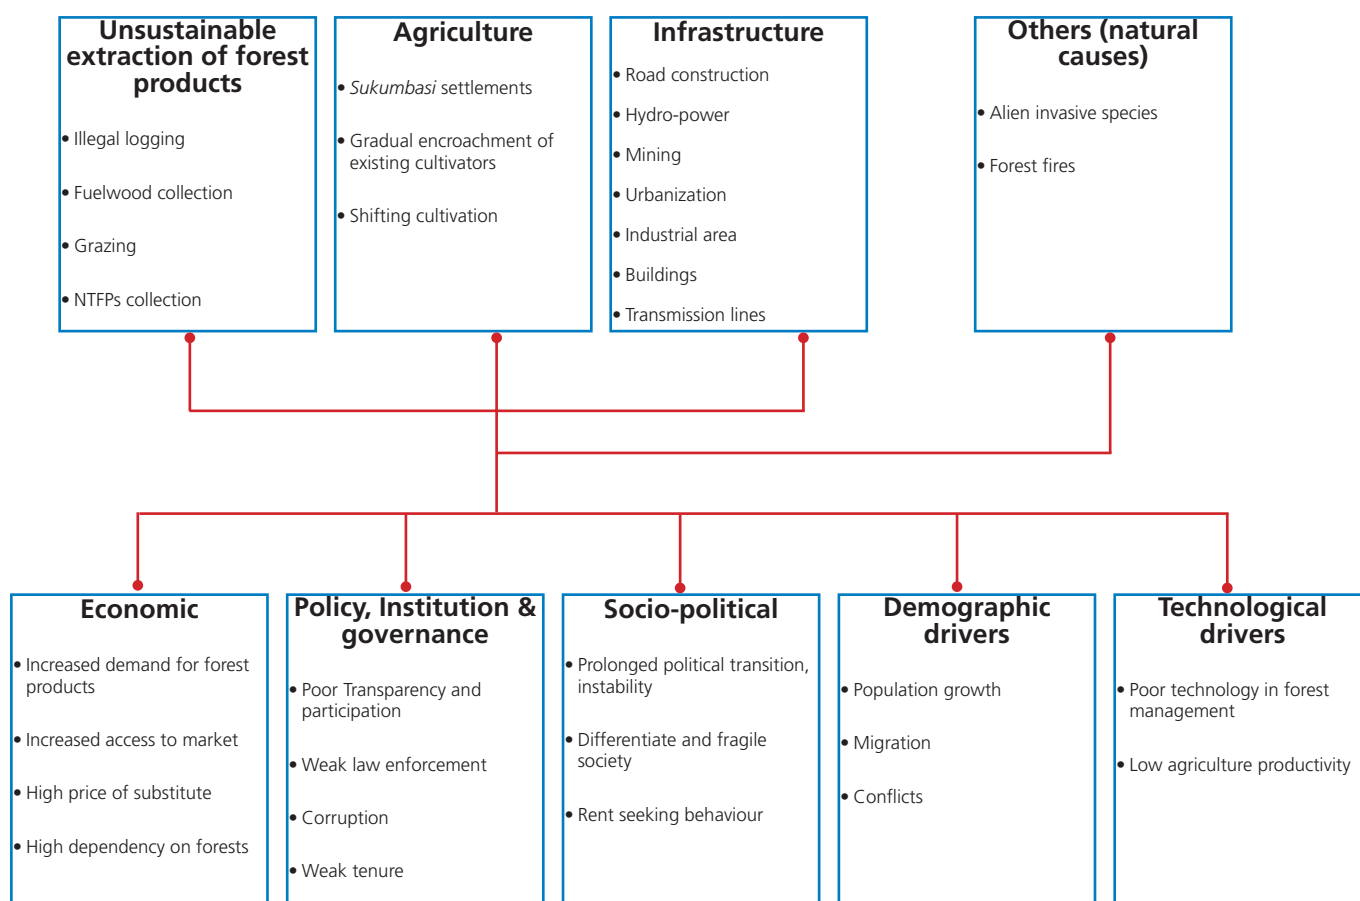 Unsustainable
extraction of forest
products
• Illegal logging
• Fuelwood collection
• Grazing
• NTFPs collection
Agriculture
• Sukumbasi settlements
• Gradual encroachment of
existing cultivators
• Shifting cultivation
Infrastructure
• Road construction
• Hydro-power
• Mining
• Urbanization
• Industrial area
• Buildings
• Transmission lines
Others (natural
causes)
• Alien invasive species
• Forest fires
Economic
• Increased demand for forest
products
• Increased access to market
• High price of substitute
• High dependency on forests
Policy, Institution &
governance
• Poor Transparency and
participation
• Weak law enforcement
• Corruption
• Weak tenure
Socio-political
• Prolonged political transition,
instability
• Differentiate and fragile
society
• Rent seeking behaviour
Demographic
drivers
• Population growth
• Migration
• Conflicts
Technological
drivers
• Poor technology in forest
management
• Low agriculture productivity